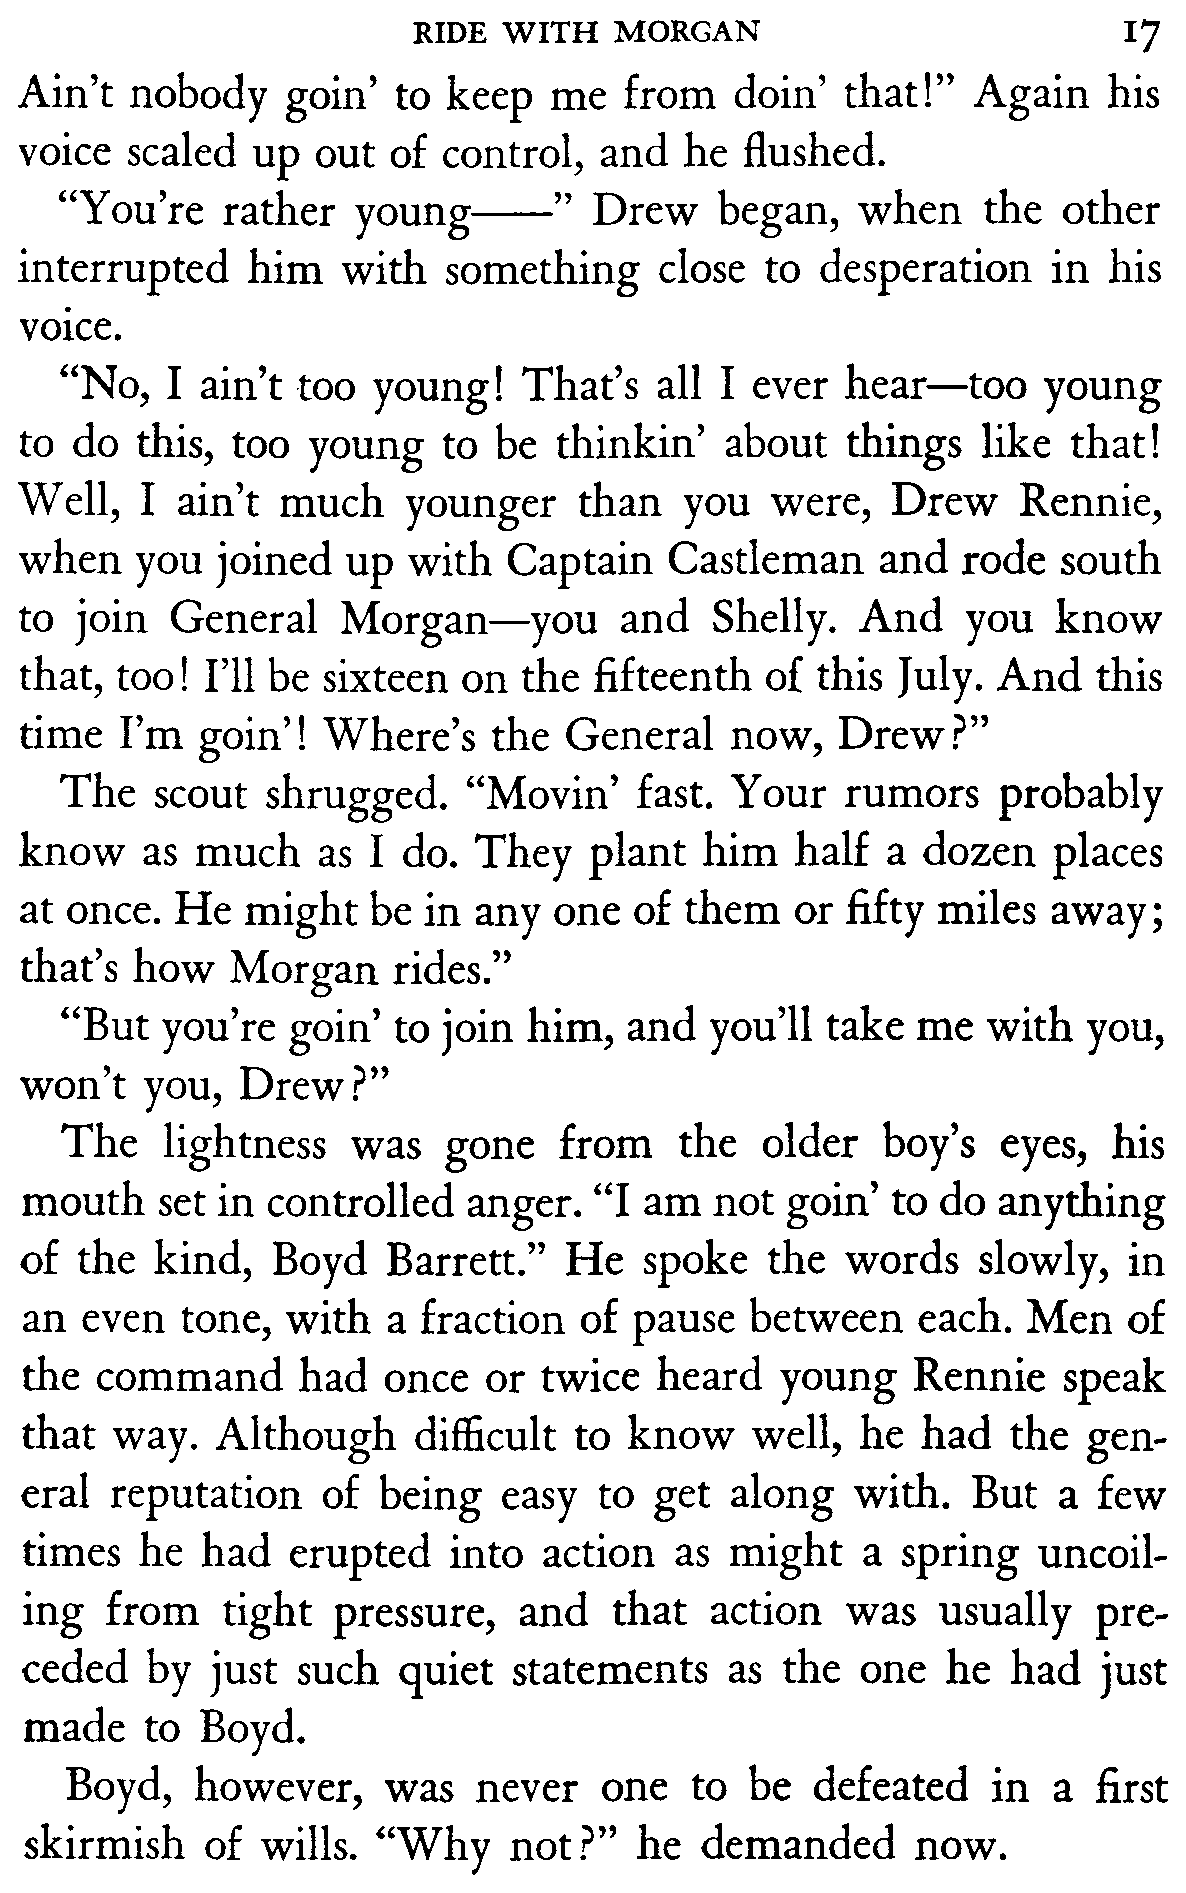 RIDE WITH MORGAN 17
Ain't nobody goin' to keep me from doin' that!” Again his
voice scaled up out of control, and he flushed.
“You're rather young——” Drew began, when the other
interrupted him with something close to desperation in his
voice.
“No, I ain't too young! That's all I ever hear—too young
to do this, too young to be thinkin' about things like that!
Well, I ain't much younger than you were, Drew Rennie,
when you joined up with Captain Castleman and rode south
to join General Morgan—you and Shelly. And you know
that, too! I'll be sixteen on the fifteenth of this July. And this
time I'm goin'! Where's the General now, Drew?”
The scout shrugged. “Movin' fast. Your rumors probably
know as much as I do. They plant him half a dozen places
at once. He might be in any one of them or fifty miles away;
that's how Morgan rides.”
“But you're goin' to join him, and you'll take me with you,
won't you, Drew?”
The lightness was gone from the older boy's eyes, his
mouth set in controlled anger. “I am not goin' to do anything
of the kind, Boyd Barrett.” He spoke the words slowly, in
an even tone, with a fraction of pause between each. Men of
the command had once or twice heard young Rennie speak
that way. Although difficult to know well, he had the gen-
eral reputation of being easy to get along with. But a few
times he had erupted into action as might a spring uncoil-
ing from tight pressure, and that action was usually pre-
ceded by just such quiet statements as the one he had just
made to Boyd.
Boyd, however, was never one to be defeated in a first
skirmish of wills. “Why not?” he demanded now.